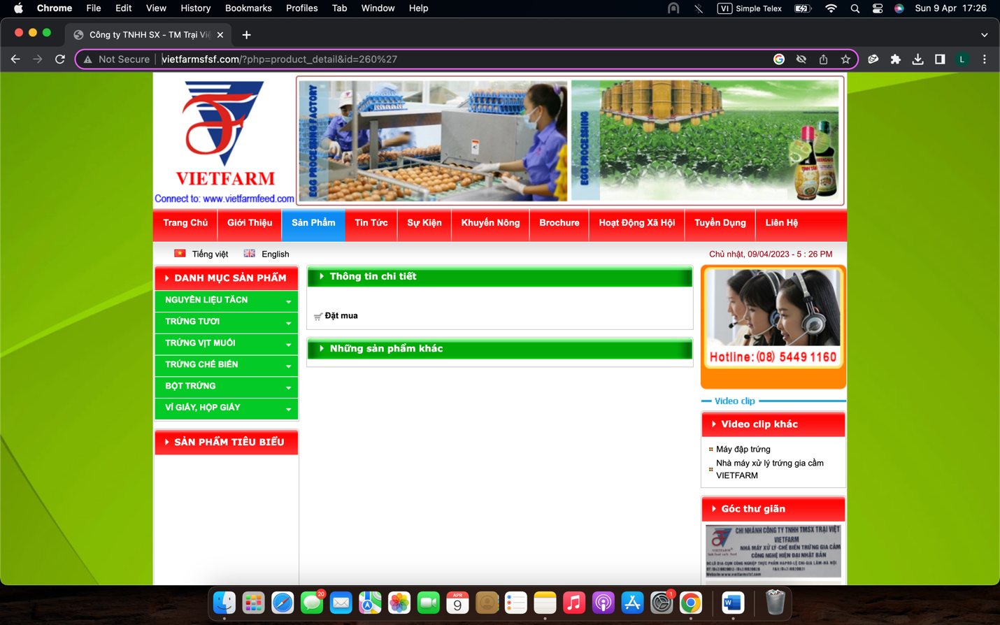 Chrome File Edit View History Bookmarks Profiles Tab Window Help
VI Simple Telex Sun 9 Apr 17:26
Công ty TNHH SX - TM Trại Việ
Not Secure vietfarmsfsf.com/?php=product_detail&id=260%27
L
VIETFARM
Connect to: www.vietfarmfeed.com
EGG PROCESSING FACTORY
EGG PROCESSING
Trang Chủ Giới Thiệu Sản Phẩm Tin Tức Sự Kiện Khuyến Nông Brochure Hoạt Động Xã Hội Tuyển Dụng Liên Hệ
Tiếng việt English
Chủ nhật, 09/04/2023 - 5 : 26 PM
DANH MỤC SẢN PHẨM
NGUYÊN LIỆU TĂCN
TRỨNG TƯƠI
TRỨNG VỊT MUỐI
TRỨNG CHẾ BIẾN
BỘT TRỨNG
VỈ GIẤY, HỘP GIẤY
SẢN PHẨM TIÊU BIỂU
Thông tin chi tiết
Đặt mua
Những sản phẩm khác
Hotline: (08) 5449 1160
Video clip
Video clip khác
Máy đập trứng
Nhà máy xử lý trứng gia cầm
VIETFARM
Góc thư giãn
CHI NHÁNH CÔNG TY TNHH TMSX TRẠI VIỆT
VIETFARM
NHÀ MÁY XỬ LÝ-CHẾ BIẾN TRỨNG GIA CẦM
CÔNG NGHỆ HIỆN ĐẠI NHẬT BẢN
20
APR
9
1
W